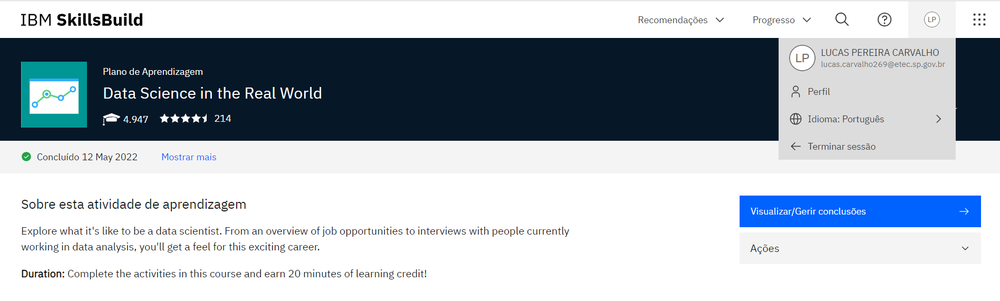 IBM SkillsBuild
Recomendações
Progresso
LP
LP
LUCAS PEREIRA CARVALHO
lucas.carvalho269@etec.sp.gov.br
Perfil
Idioma: Português
Terminar sessão
Plano de Aprendizagem
Data Science in the Real World
4.947
214
Concluído 12 May 2022
Mostrar mais
Sobre esta atividade de aprendizagem
Explore what it's like to be a data scientist. From an overview of job opportunities to interviews with people currently
working in data analysis, you'll get a feel for this exciting career.
Duration: Complete the activities in this course and earn 20 minutes of learning credit!
Visualizar/Gerir conclusões
Ações